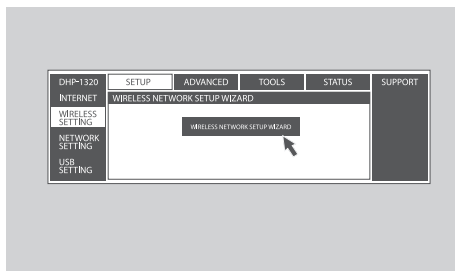 DHP-1320 SETUP ADVANCED TOOLS STATUS SUPPORT
INTERNET
WIRELESS NETWORK SETUP WIZARD
WIRELESS
SETTING
WIRELESS NETWORK SETUP WIZARD
NETWORK
SETTING
USB
SETTING